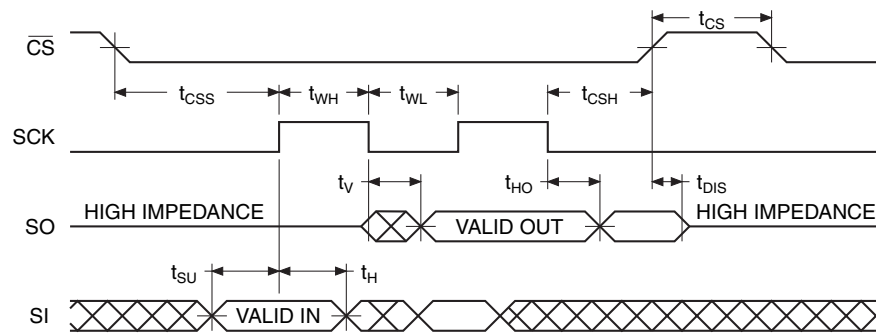 t_CS
C̅S̅
t_CSS t_WH t_WL t_CSH
SCK
t_V t_HO t_DIS
HIGH IMPEDANCE HIGH IMPEDANCE
SO VALID OUT
t_SU t_H
SI VALID IN